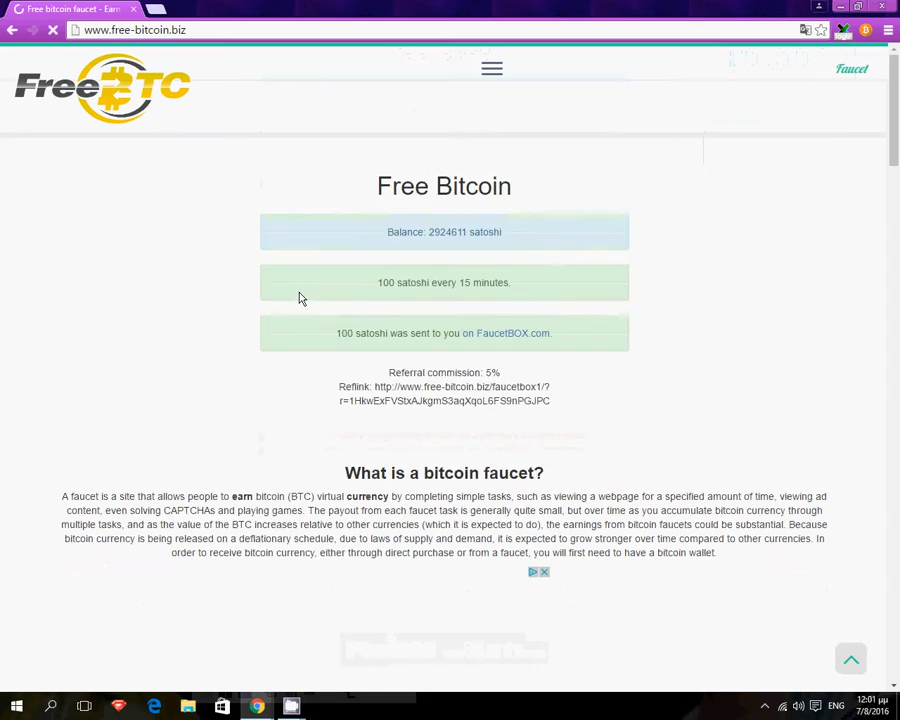 Free bitcoin faucet - Earn
www.free-bitcoin.biz
FreeBTC
Faucet
Free Bitcoin
Balance: 2924611 satoshi
100 satoshi every 15 minutes.
100 satoshi was sent to you on FaucetBOX.com.
Referral commission: 5%
Reflink: http://www.free-bitcoin.biz/faucetbox1/?
r=1HkwExFVStxAJkgmS3aqXqoL6FS9nPGJPC
What is a bitcoin faucet?
A faucet is a site that allows people to earn bitcoin (BTC) virtual currency by completing simple tasks, such as viewing a webpage for a specified amount of time, viewing ad
content, even solving CAPTCHAs and playing games. The payout from each faucet task is generally quite small, but over time as you accumulate bitcoin currency through
multiple tasks, and as the value of the BTC increases relative to other currencies (which it is expected to do), the earnings from bitcoin faucets could be substantial. Because
bitcoin currency is being released on a deflationary schedule, due to laws of supply and demand, it is expected to grow stronger over time compared to other currencies. In
order to receive bitcoin currency, either through direct purchase or from a faucet, you will first need to have a bitcoin wallet.
ENG
12:01 μμ
7/8/2016